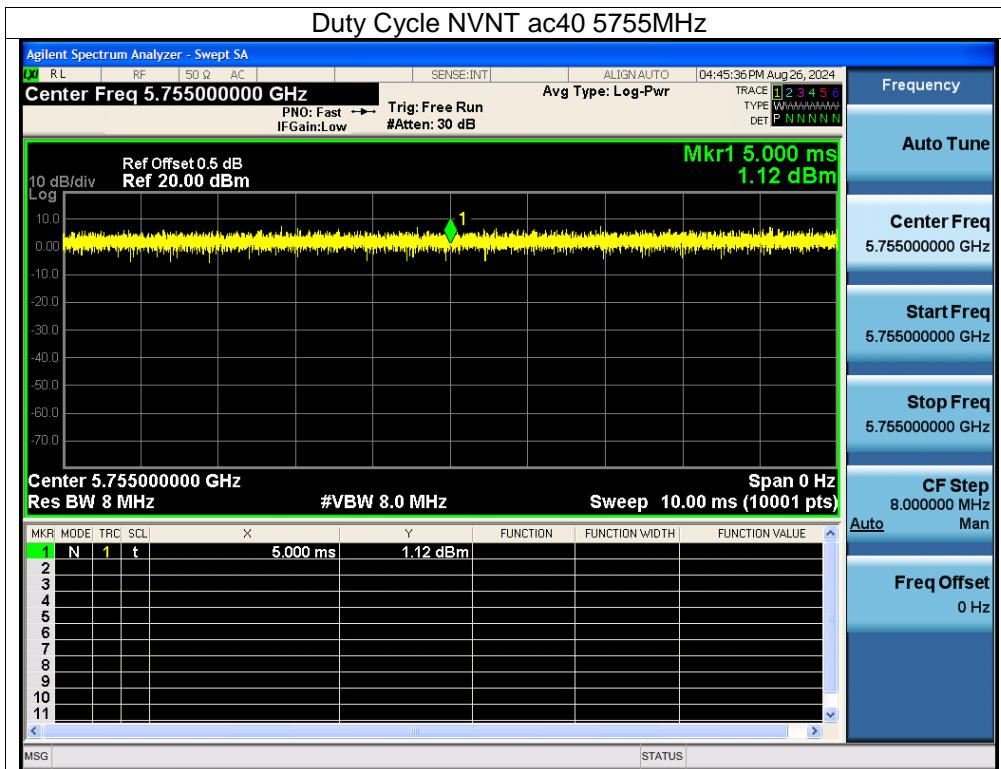 Duty Cycle NVNT ac40 5755MHz
Agilent Spectrum Analyzer - Swept SA
LXI RL RF 50 Ω AC SENSE:INT ALIGN AUTO 04:45:36 PM Aug 26, 2024
Center Freq 5.755000000 GHz
PNO: Fast
IFGain:Low
Trig: Free Run
#Atten: 30 dB
Avg Type: Log-Pwr
TRACE 1 2 3 4 5 6
TYPE WWWWWW
DET P N N N N N
Mkr1 5.000 ms
1.12 dBm
Ref Offset 0.5 dB
10 dB/div Ref 20.00 dBm
Log
10.0
0.00
-10.0
-20.0
-30.0
-40.0
-50.0
-60.0
-70.0
1
Center 5.755000000 GHz Span 0 Hz
Res BW 8 MHz #VBW 8.0 MHz Sweep 10.00 ms (10001 pts)
MKR MODE TRC SCL X Y FUNCTION FUNCTION WIDTH FUNCTION VALUE
1 N 1 t 5.000 ms 1.12 dBm
2
3
4
5
6
7
8
9
10
11
MSG STATUS
Frequency
Auto Tune
Center Freq
5.755000000 GHz
Start Freq
5.755000000 GHz
Stop Freq
5.755000000 GHz
CF Step
8.000000 MHz
Auto Man
Freq Offset
0 Hz